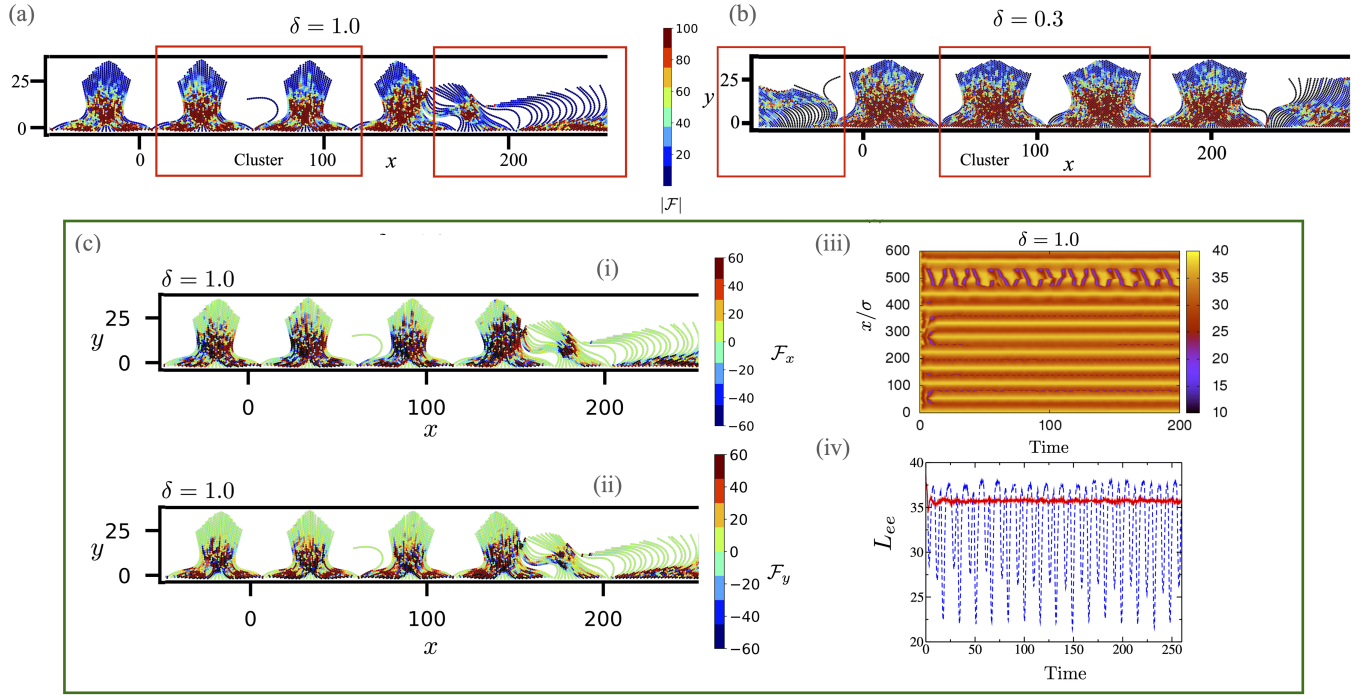 (a)
δ = 1.0
25
0
0
100
200
Cluster
x
100
80
60
40
20
|ℱ|
(b)
δ = 0.3
y
25
0
0
100
200
Cluster
x
(c)
(i)
δ = 1.0
y
25
0
0
100
200
x
60
40
20
0
−20
−40
−60
ℱx
(ii)
δ = 1.0
y
25
0
0
100
200
x
60
40
20
0
−20
−40
−60
ℱy
(iii)
δ = 1.0
x/σ
600
500
400
300
200
100
0
0
100
200
Time
40
35
30
25
20
15
10
(iv)
Lee
40
35
30
25
20
0
50
100
150
200
250
Time